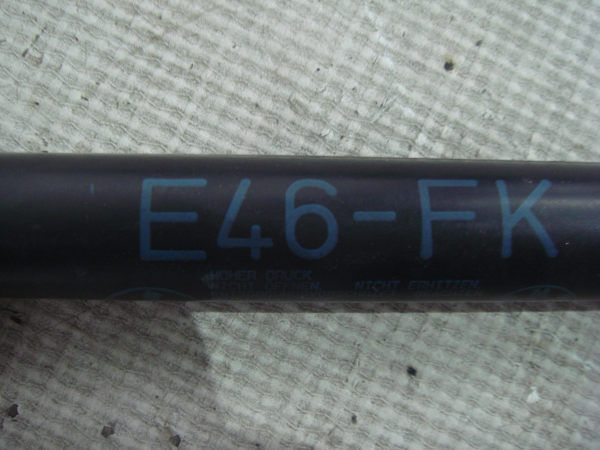 E46-FK
HOHER DRUCK
NICHT ÖFFNEN. NICHT ERHITZEN.